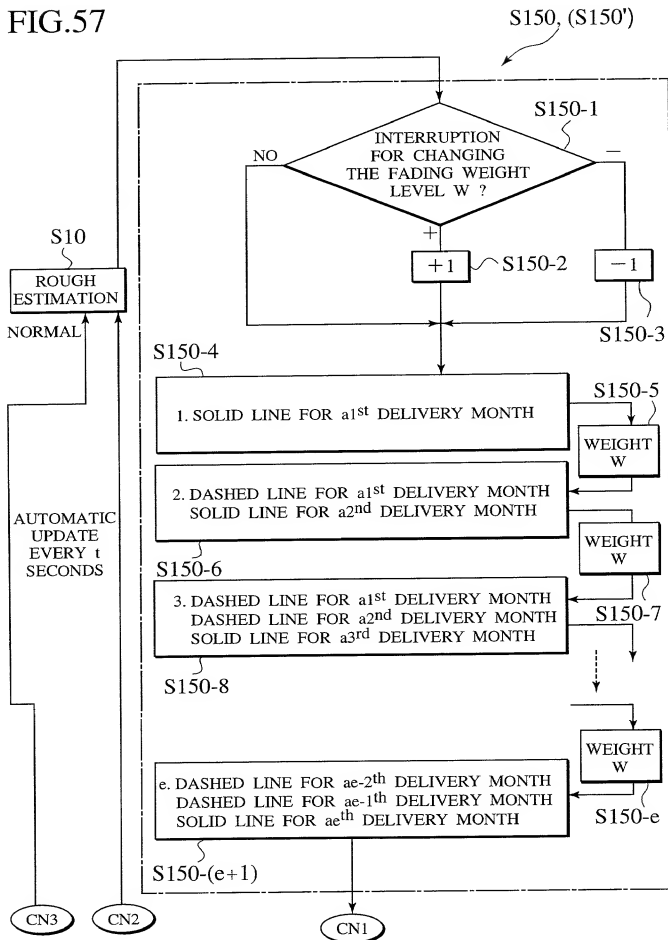 FIG.57
S150, (S150')
S150-1
INTERRUPTION
FOR CHANGING
THE FADING WEIGHT
LEVEL W ?
NO
−
+
S10
ROUGH
ESTIMATION
NORMAL
+1
S150-2
−1
S150-3
S150-4
1. SOLID LINE FOR a1st DELIVERY MONTH
S150-5
WEIGHT
W
2. DASHED LINE FOR a1st DELIVERY MONTH
SOLID LINE FOR a2nd DELIVERY MONTH
S150-6
WEIGHT
W
S150-7
AUTOMATIC
UPDATE
EVERY t
SECONDS
3. DASHED LINE FOR a1st DELIVERY MONTH
DASHED LINE FOR a2nd DELIVERY MONTH
SOLID LINE FOR a3rd DELIVERY MONTH
S150-8
WEIGHT
W
S150-e
e. DASHED LINE FOR ae-2th DELIVERY MONTH
DASHED LINE FOR ae-1th DELIVERY MONTH
SOLID LINE FOR aeth DELIVERY MONTH
S150-(e+1)
CN3
CN2
CN1